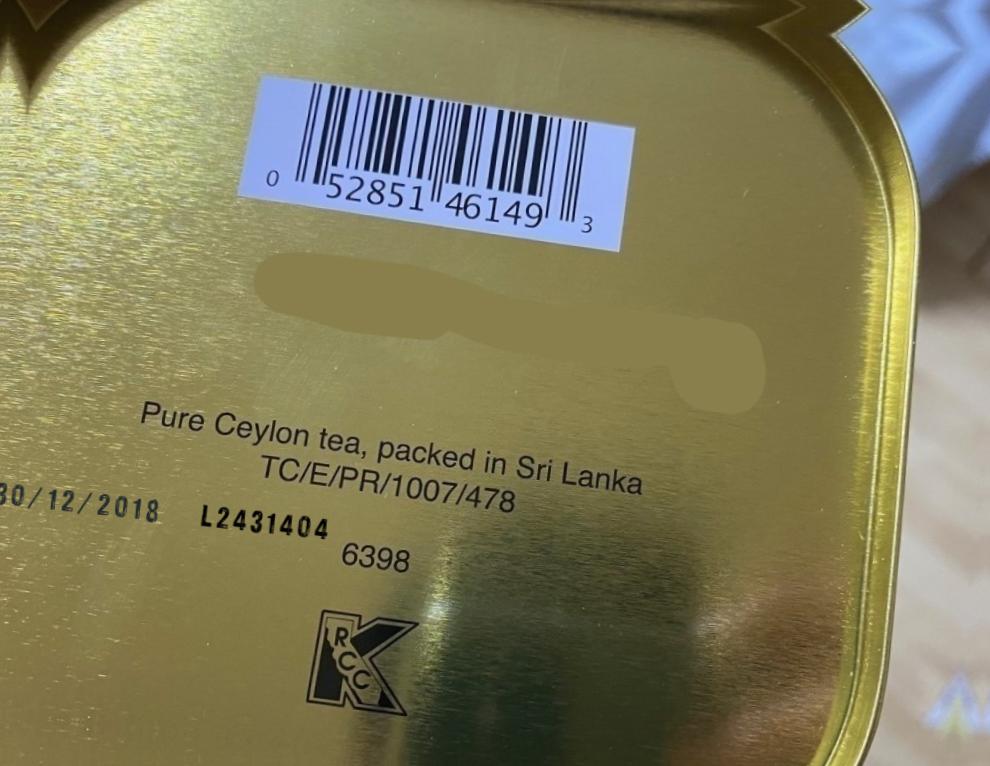 0 52851 46149 3
Pure Ceylon tea, packed in Sri Lanka
TC/E/PR/1007/478
30/12/2018 L2431404
6398
K
RCC